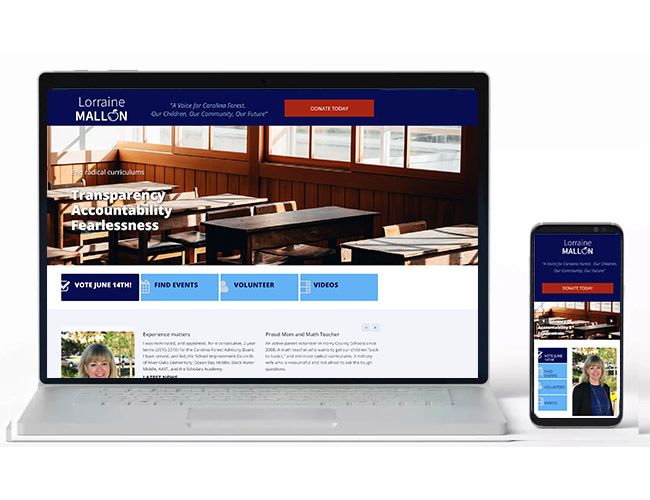 Lorraine
MALLON
"A Voice for Carolina Forest.
Our Children, Our Community, Our Future"
DONATE TODAY
End radical curriculums
Transparency
Accountability
Fearlessness
VOTE JUNE 14TH!
FIND EVENTS
VOLUNTEER
VIDEOS
Experience matters
I was nominated, and appointed, for 4 consecutive, 2 year
terms (2010-2018) for the Carolina Forest Advisory Board.
I have served, and led, the School Improvement Councils
of River Oaks Elementary, Ocean Bay Middle, Black Water
Middle, AAST, and the Scholars Academy.
LATEST NEWS
Proud Mom and Math Teacher
An active parent volunteer in Horry County Schools since
2008. A math teacher who wants to get our children "back
to basics," and eliminate radical curriculums. A military
wife who is resourceful and not afraid to ask the tough
questions.
Lorraine
MALLON
"A Voice for Carolina Forest. Our Children,
Our Community, Our Future"
DONATE TODAY
Transparency
Accountability
VOTE JUNE
14TH!
FIND
EVENTS
VOLUNTEER
VIDEOS